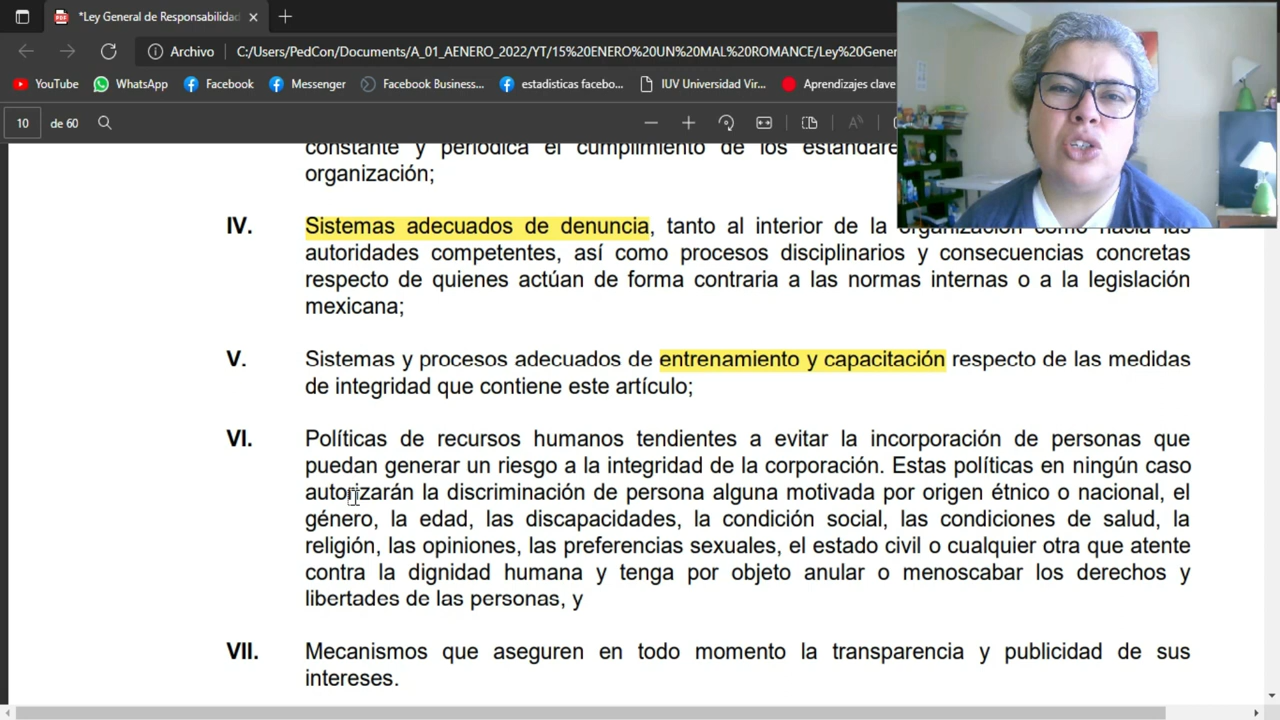 *Ley General de Responsabilidad
Archivo
C:/Users/PedCon/Documents/A_01_AENERO_2022/YT/15%20ENERO%20UN%20MAL%20ROMANCE/Ley%20Gener
YouTube
WhatsApp
Facebook
Messenger
Facebook Business...
estadisticas facebo...
IUV Universidad Vir...
Aprendizajes clave
10
de 60
constante y periódica el cumplimiento de los estándare
organización;
IV. Sistemas adecuados de denuncia, tanto al interior de la organización como hacia las
autoridades competentes, así como procesos disciplinarios y consecuencias concretas
respecto de quienes actúan de forma contraria a las normas internas o a la legislación
mexicana;
V. Sistemas y procesos adecuados de entrenamiento y capacitación respecto de las medidas
de integridad que contiene este artículo;
VI. Políticas de recursos humanos tendientes a evitar la incorporación de personas que
puedan generar un riesgo a la integridad de la corporación. Estas políticas en ningún caso
autorizarán la discriminación de persona alguna motivada por origen étnico o nacional, el
género, la edad, las discapacidades, la condición social, las condiciones de salud, la
religión, las opiniones, las preferencias sexuales, el estado civil o cualquier otra que atente
contra la dignidad humana y tenga por objeto anular o menoscabar los derechos y
libertades de las personas, y
VII. Mecanismos que aseguren en todo momento la transparencia y publicidad de sus
intereses.